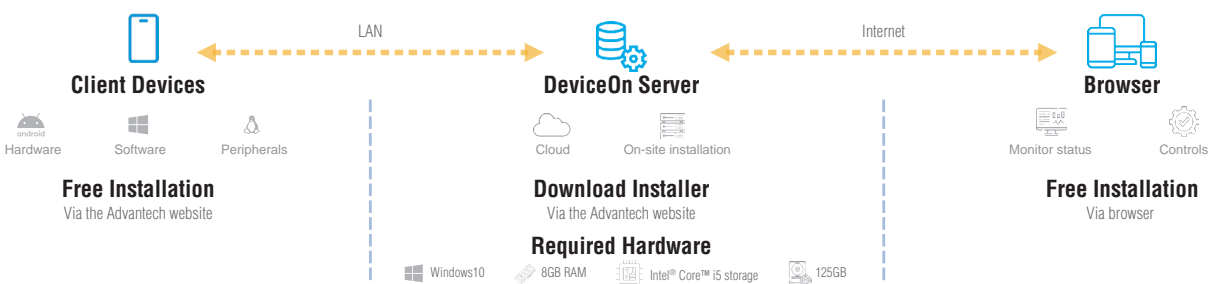 LAN
Internet
Client Devices
DeviceOn Server
Browser
android
Hardware
Software
Peripherals
Cloud
On-site installation
Monitor status
Controls
Free Installation
Via the Advantech website
Download Installer
Via the Advantech website
Free Installation
Via browser
Required Hardware
Windows10
8GB RAM
Intel® Core™ i5 storage
125GB